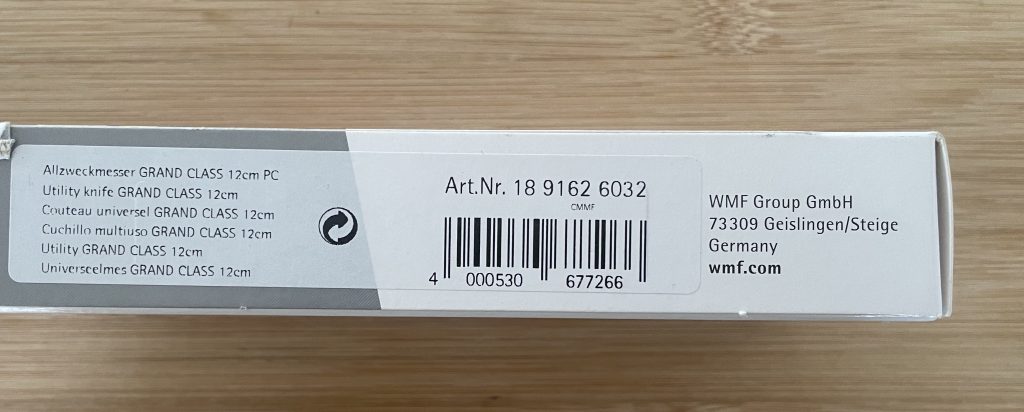 Allzweckmesser GRAND CLASS 12cm PC
Utility knife GRAND CLASS 12cm
Couteau universel GRAND CLASS 12cm
Cuchillo multiuso GRAND CLASS 12cm
Utility GRAND CLASS 12cm
Universeelmes GRAND CLASS 12cm
Art.Nr. 18 9162 6032
CMMF
4 000530 677266
WMF Group GmbH
73309 Geislingen/Steige
Germany
wmf.com